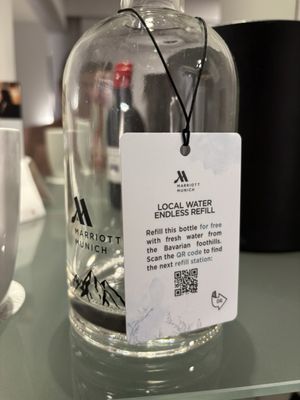 MARRIOTT
MUNICH
LOCAL WATER
ENDLESS REFILL
Refill this bottle for free
with fresh water from
the Bavarian foothills.
Scan the QR code to find
the next refill station:
MARRIOTT
MUNICH